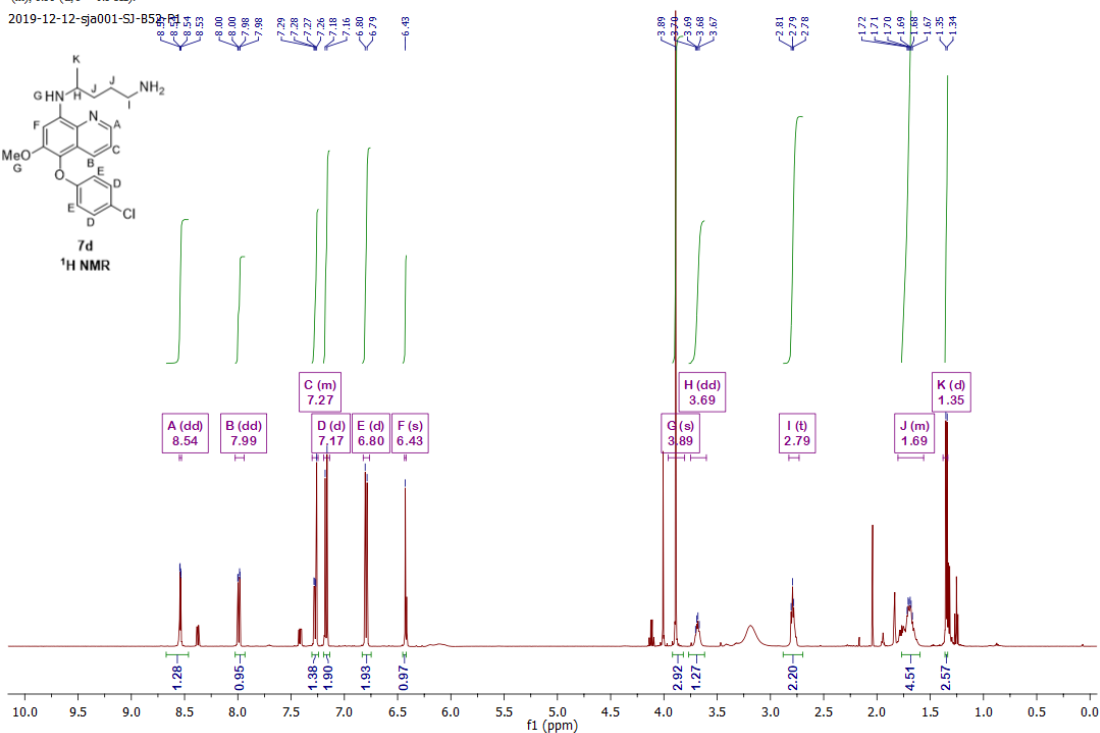 2019-12-12-sja001-SJ-B52-P1
8.54
8.53
8.00
8.00
7.98
7.98
7.29
7.28
7.27
7.26
7.18
7.16
6.80
6.79
6.43
3.89
3.70
3.69
3.68
3.67
2.81
2.79
2.78
1.72
1.71
1.70
1.69
1.68
1.67
1.35
1.34
K
G HN H J J I NH2
F N A
MeO B C
G
O E D
E D Cl
7d
1H NMR
C (m)
7.27
H (dd)
3.69
K (d)
1.35
A (dd)
8.54
B (dd)
7.99
D (d)
7.17
E (d)
6.80
F (s)
6.43
G (s)
3.89
I (t)
2.79
J (m)
1.69
1.28
0.95
1.38
1.90
1.93
0.97
2.92
1.27
2.20
4.51
2.57
10.0 9.5 9.0 8.5 8.0 7.5 7.0 6.5 6.0 5.5 5.0 4.5 4.0 3.5 3.0 2.5 2.0 1.5 1.0 0.5 0.0
f1 (ppm)